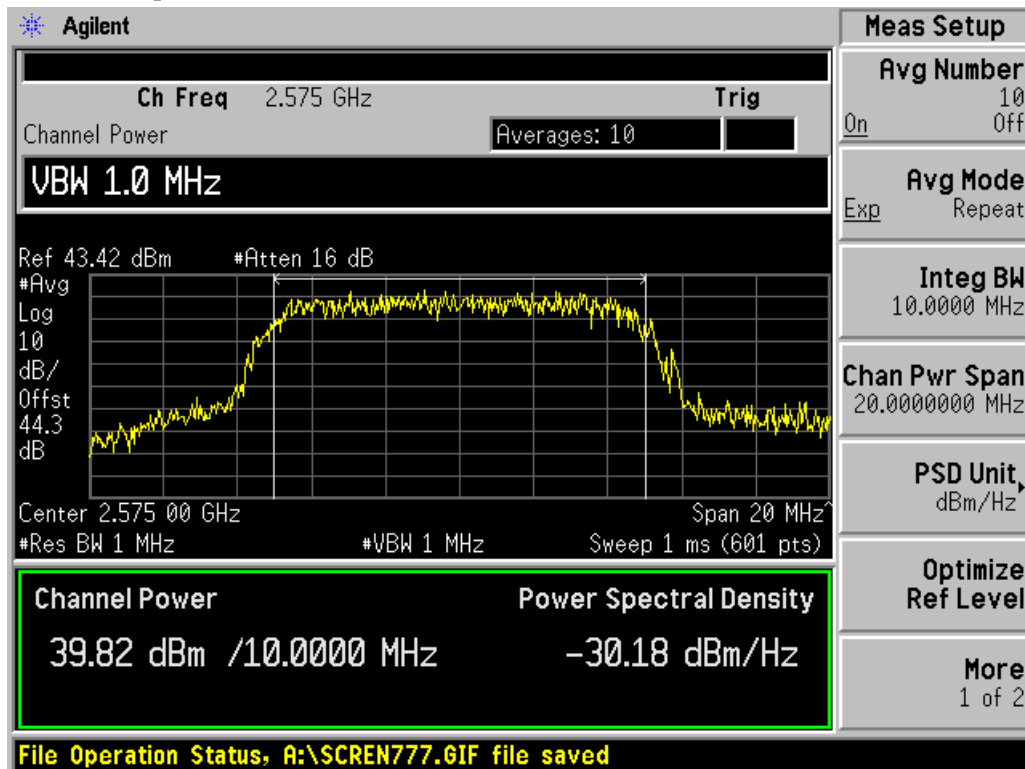 Agilent
Meas Setup
Ch Freq 2.575 GHz Trig
Channel Power Averages: 10
VBW 1.0 MHz
Ref 43.42 dBm #Atten 16 dB
#Avg
Log
10
dB/
Offst
44.3
dB
Center 2.575 00 GHz Span 20 MHz^
#Res BW 1 MHz #VBW 1 MHz Sweep 1 ms (601 pts)
Channel Power Power Spectral Density
39.82 dBm /10.0000 MHz -30.18 dBm/Hz
File Operation Status, A:\SCREN777.GIF file saved
Avg Number
10
On Off
Avg Mode
Exp Repeat
Integ BW
10.0000 MHz
Chan Pwr Span
20.0000000 MHz
PSD Unit
dBm/Hz
Optimize
Ref Level
More
1 of 2